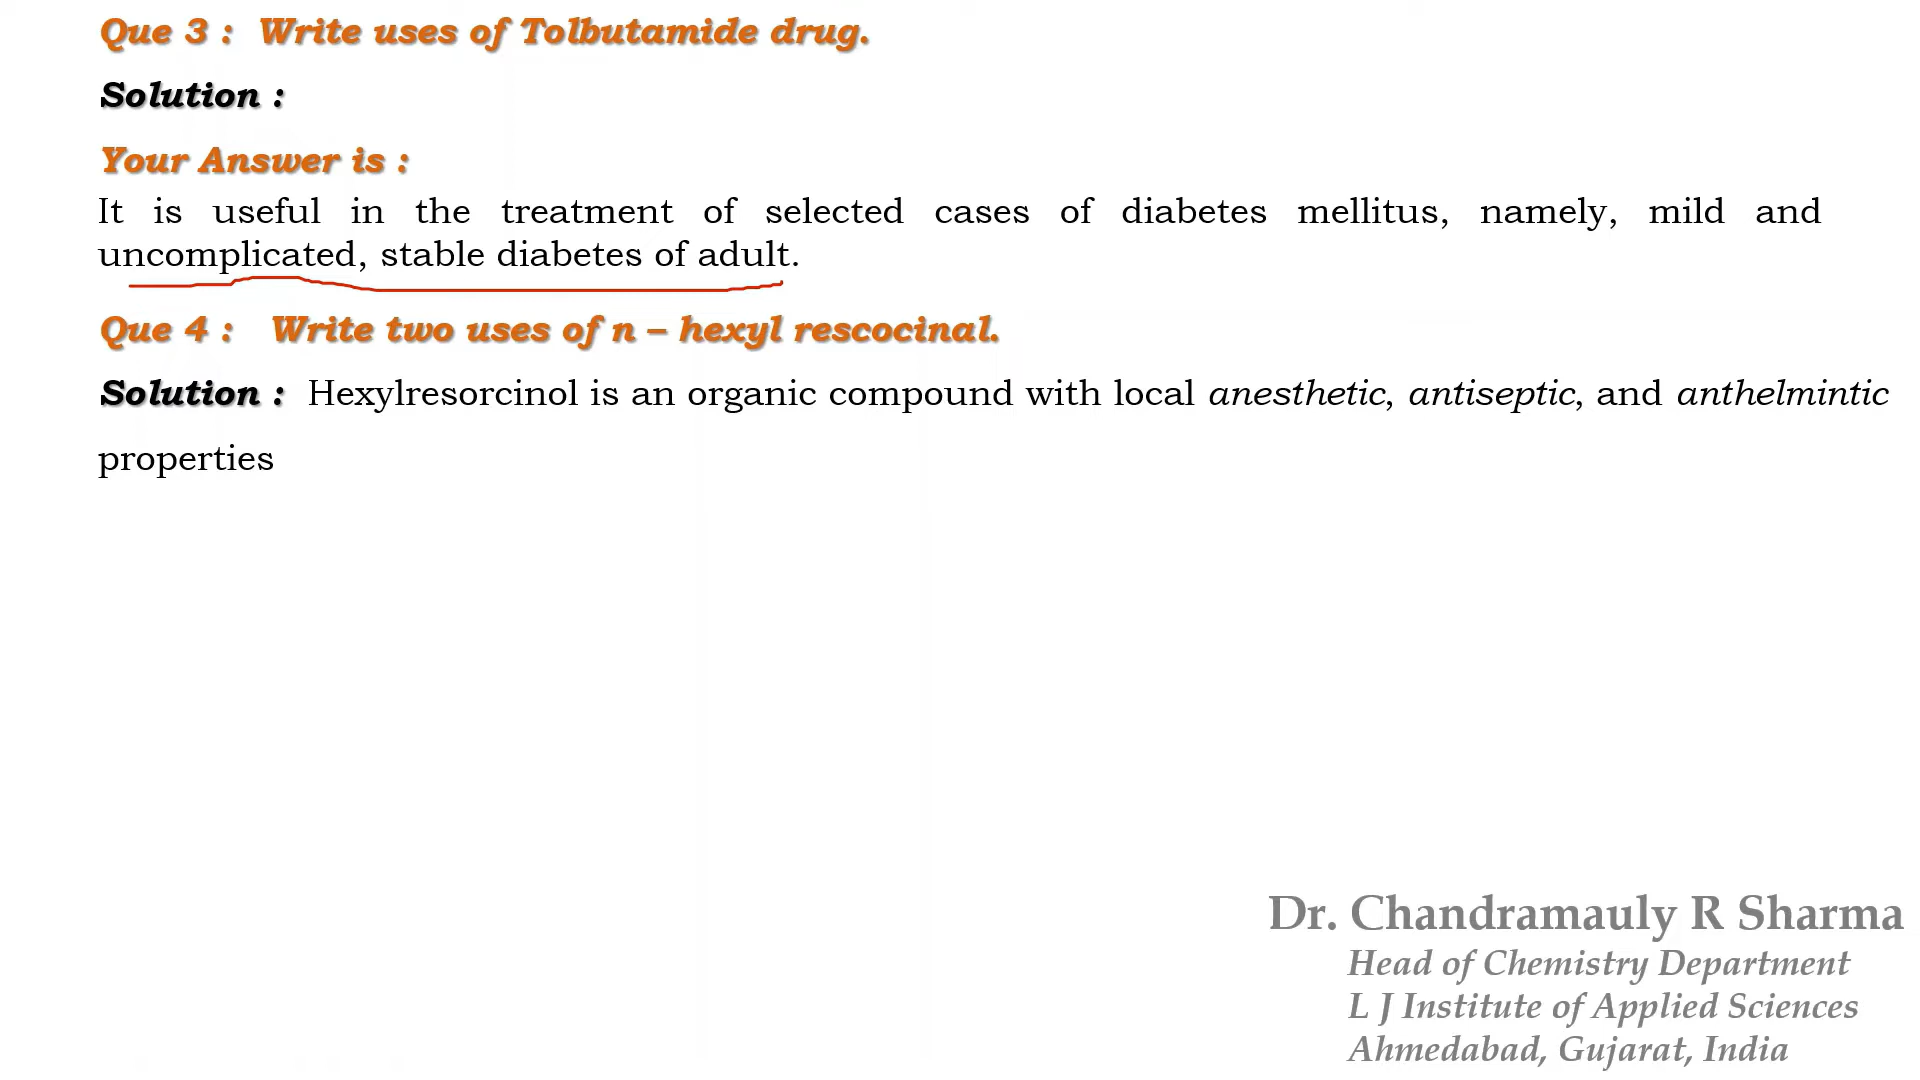 Que 3 : Write uses of Tolbutamide drug.
Solution :
Your Answer is :
It is useful in the treatment of selected cases of diabetes mellitus, namely, mild and
uncomplicated, stable diabetes of adult.
Que 4 : Write two uses of n – hexyl rescocinal.
Solution : Hexylresorcinol is an organic compound with local anesthetic, antiseptic, and anthelmintic
properties
Dr. Chandramauly R Sharma
Head of Chemistry Department
L J Institute of Applied Sciences
Ahmedabad, Gujarat, India